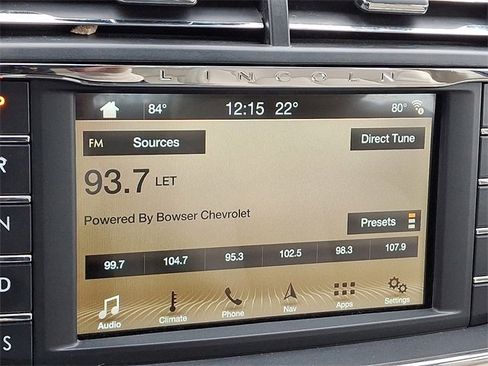 LINCOLN
84° 12:15 22° 80°
FM Sources Direct Tune
93.7 LET
Powered By Bowser Chevrolet
Presets
99.7 104.7 95.3 102.5 98.3 107.9
Audio Climate Phone Nav Apps Settings
P
R
N
D
S